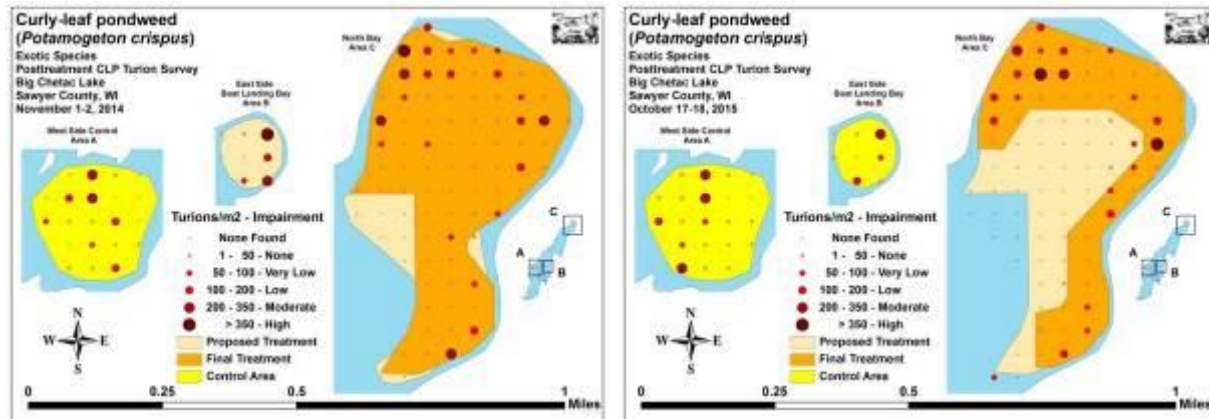 Curly-leaf pondweed
(Potamogeton crispus)
Exotic Species
Posttreatment CLP Turion Survey
Big Chetac Lake
Sawyer County, WI
November 1-2, 2014
West Side Control
Area A
East Side
Boat Landing Bay
Area B
North Bay
Area C
Turions/m2 - Impairment
None Found
1 - 50 - None
50 - 100 - Very Low
100 - 200 - Low
200 - 350 - Moderate
> 350 - High
Proposed Treatment
Final Treatment
Control Area
N
W E
S
C
A
B
0 0.25 0.5 1
Miles
Curly-leaf pondweed
(Potamogeton crispus)
Exotic Species
Posttreatment CLP Turion Survey
Big Chetac Lake
Sawyer County, WI
October 17-18, 2015
West Side Control
Area A
East Side
Boat Landing Bay
Area B
North Bay
Area C
Turions/m2 - Impairment
None Found
1 - 50 - None
50 - 100 - Very Low
100 - 200 - Low
200 - 350 - Moderate
> 350 - High
Proposed Treatment
Final Treatment
Control Area
N
W E
S
C
A
B
0 0.25 0.5 1
Miles